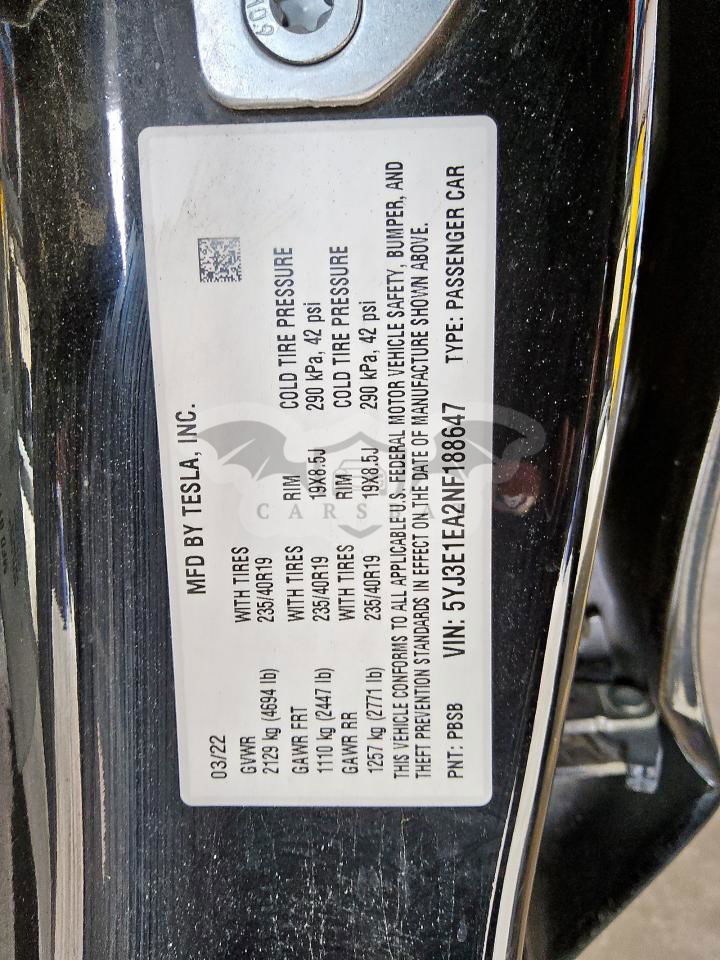 MFD BY TESLA, INC.
03/22
GVWR WITH TIRES
2129 kg (4694 lb) 235/40R19
GAWR FRT WITH TIRES RIM COLD TIRE PRESSURE
1110 kg (2447 lb) 235/40R19 19X8.5J 290 kPa, 42 psi
GAWR RR WITH TIRES RIM COLD TIRE PRESSURE
1257 kg (2771 lb) 235/40R19 19X8.5J 290 kPa, 42 psi
THIS VEHICLE CONFORMS TO ALL APPLICABLE U.S. FEDERAL MOTOR VEHICLE SAFETY, BUMPER, AND
THEFT PREVENTION STANDARDS IN EFFECT ON THE DATE OF MANUFACTURE SHOWN ABOVE.
PNT: PBSB VIN: 5YJ3E1EA2NF188647 TYPE: PASSENGER CAR